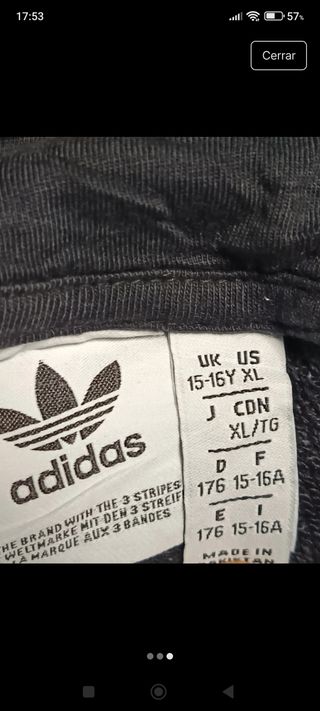 17:53
57%
Cerrar
adidas
THE BRAND WITH THE 3 STRIPES
WELTMARKE MIT DEN 3 STREIF
LA MARQUE AUX 3 BANDES
UK US
15-16Y XL
J CDN
XL/TG
D F
176 15-16A
E I
176 15-16A
MADE IN
PAKISTAN